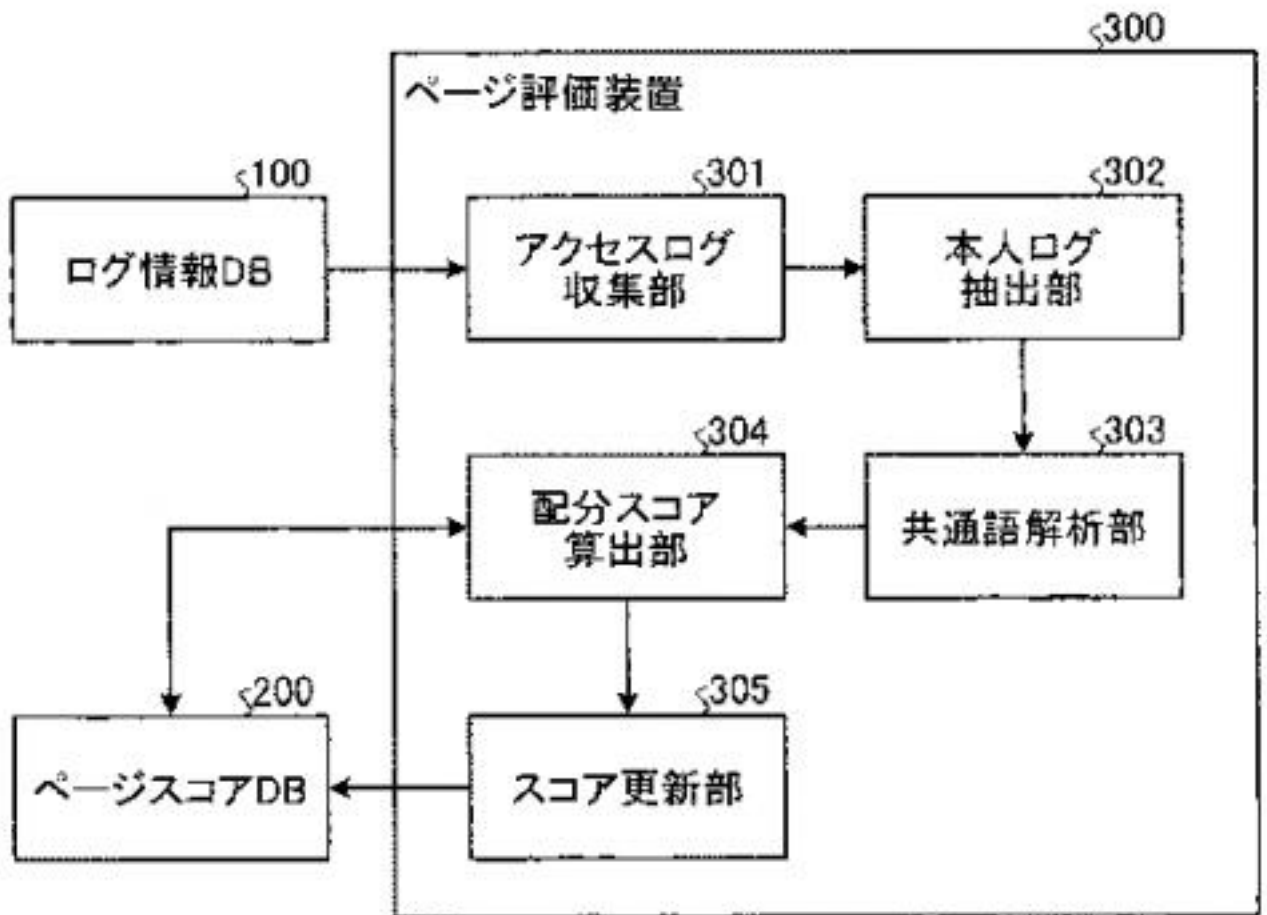 300
ページ評価装置
100
ログ情報DB
301
アクセスログ
収集部
302
本人ログ
抽出部
304
配分スコア
算出部
303
共通語解析部
200
ページスコアDB
305
スコア更新部